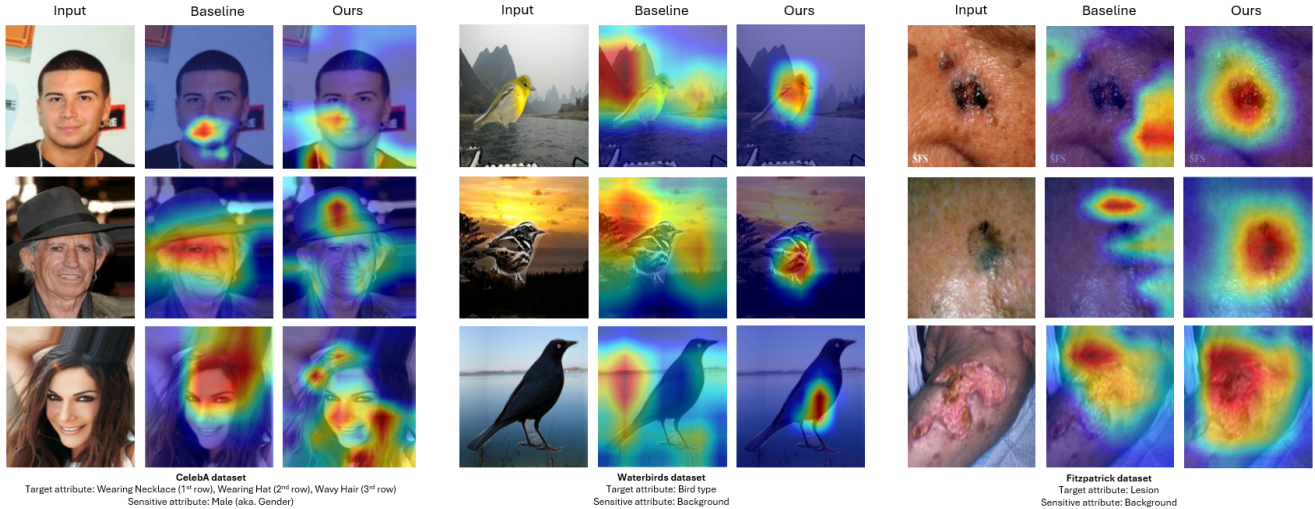 Input Baseline Ours
Input Baseline Ours
Input Baseline Ours
SFS
CelebA dataset
Target attribute: Wearing Necklace (1st row), Wearing Hat (2nd row), Wavy Hair (3rd row)
Sensitive attribute: Male (aka. Gender)
Waterbirds dataset
Target attribute: Bird type
Sensitive attribute: Background
SFS
Fitzpatrick dataset
Target attribute: Lesion
Sensitive attribute: Background